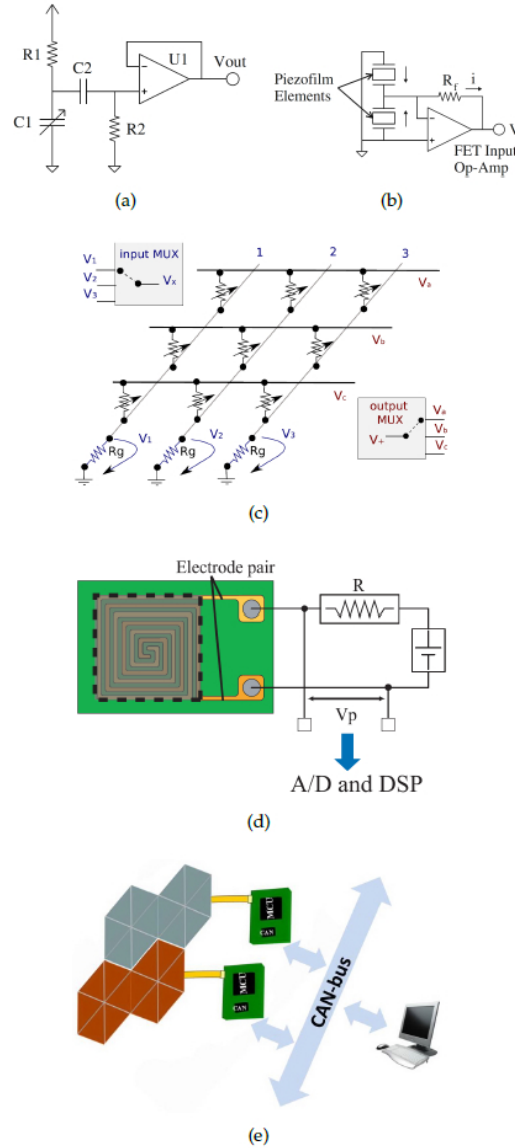 R1
C2
U1
Vout
C1
R2
(a)
Piezofilm
Elements
Rf
i
V
FET Input
Op-Amp
(b)
input MUX
V1
V2
V3
Vx
1
2
3
Va
Vb
Vc
output
MUX
V+
Va
Vb
Vc
Rg
V1
Rg
V2
Rg
V3
(c)
Electrode pair
R
Vp
A/D and DSP
(d)
MCU
CAN
MCU
CAN
CAN-bus
(e)